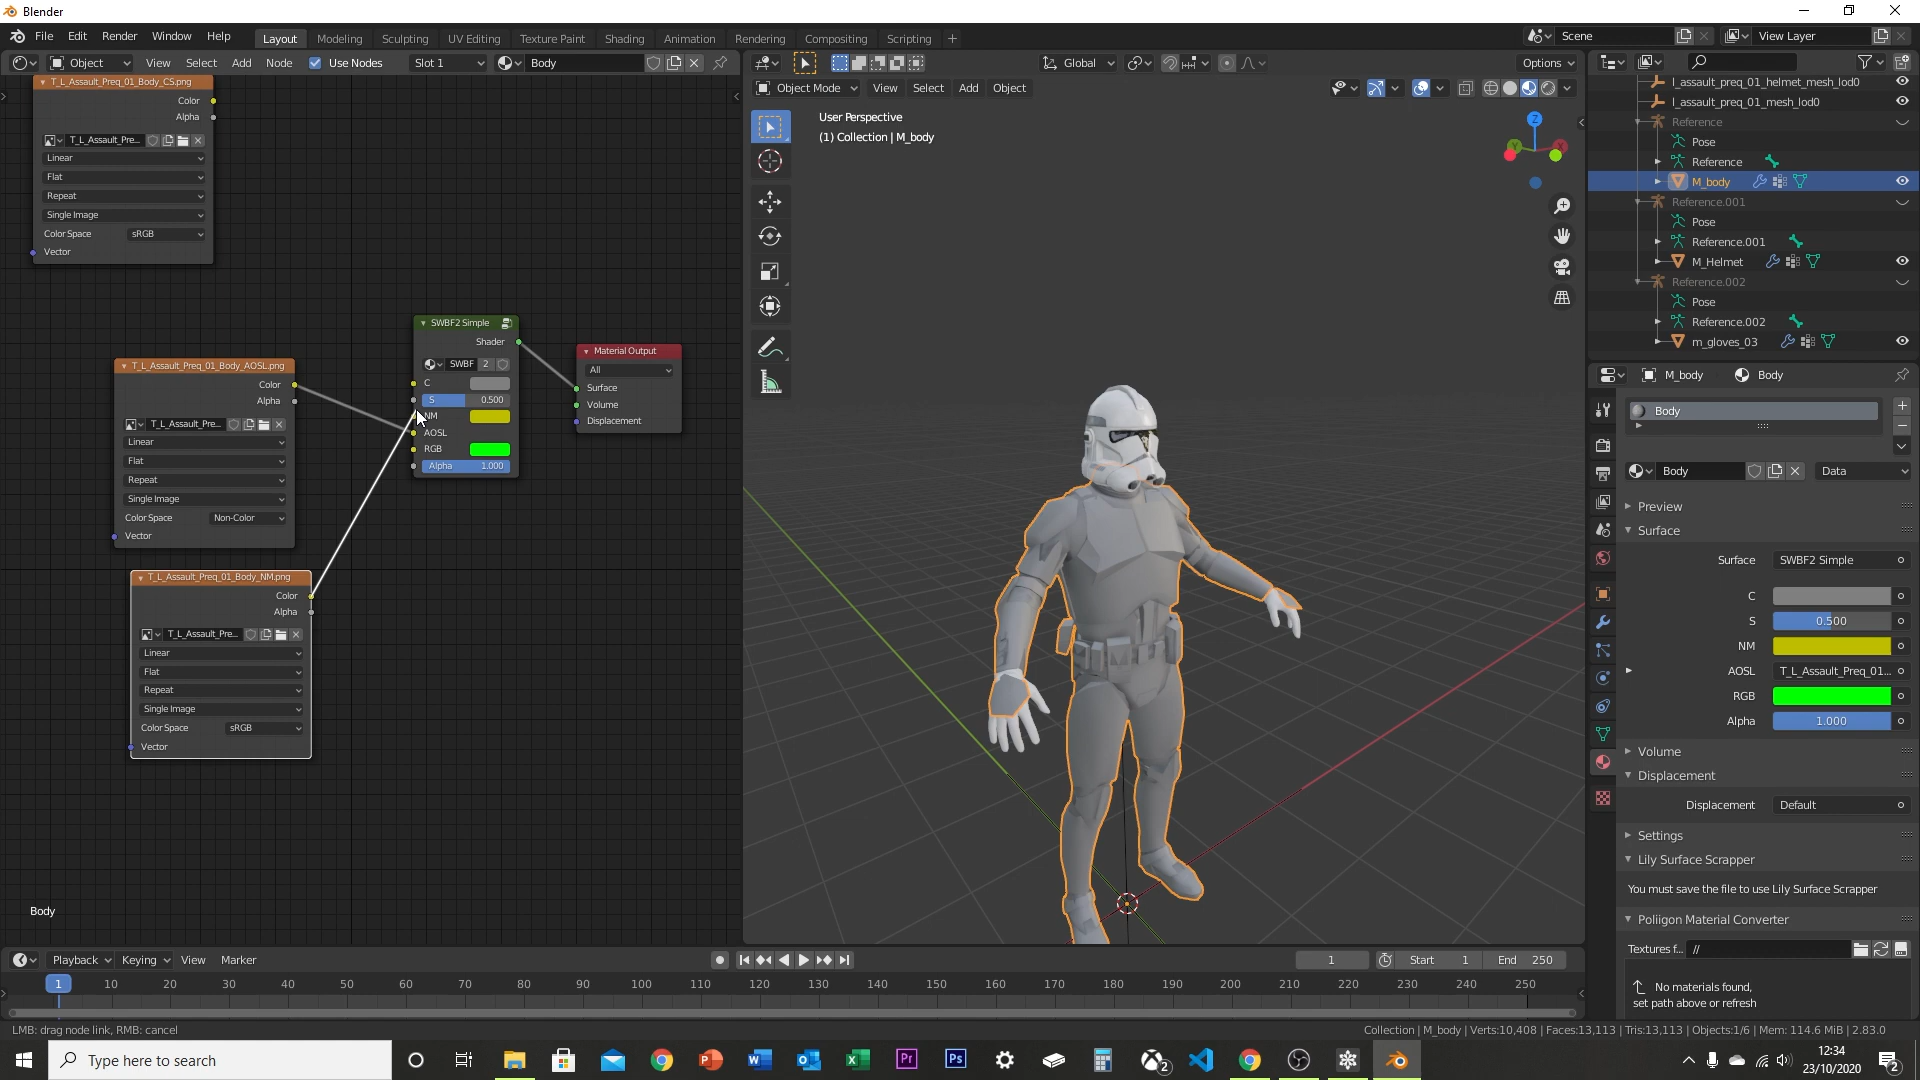 Blender
File Edit Render Window Help
Layout Modeling Sculpting UV Editing Texture Paint Shading Animation Rendering Compositing Scripting +
Scene
View Layer
Object View Select Add Node Use Nodes Slot 1 Body
Global
Options
Object Mode View Select Add Object
User Perspective
(1) Collection | M_body
Z
Y
X
T_L_Assault_Preq_01_Body_CS.png
Color
Alpha
T_L_Assault_Pre...
Linear
Flat
Repeat
Single Image
Color Space sRGB
Vector
T_L_Assault_Preq_01_Body_AOSL.png
Color
Alpha
T_L_Assault_Pre...
Linear
Flat
Repeat
Single Image
Color Space Non-Color
Vector
T_L_Assault_Preq_01_Body_NM.png
Color
Alpha
T_L_Assault_Pre...
Linear
Flat
Repeat
Single Image
Color Space sRGB
Vector
SWBF2 Simple
Shader
SWBF 2
C
S 0.500
NM
AOSL
RGB
Alpha 1.000
Material Output
All
Surface
Volume
Displacement
Body
l_assault_preq_01_helmet_mesh_lod0
l_assault_preq_01_mesh_lod0
Reference
Pose
Reference
M_body
Reference.001
Pose
Reference.001
M_Helmet
Reference.002
Pose
Reference.002
m_gloves_03
M_body Body
Body
Body Data
Preview
Surface
Surface SWBF2 Simple
C
S 0.500
NM
AOSL T_L_Assault_Preq_01...
RGB
Alpha 1.000
Volume
Displacement
Displacement Default
Settings
Lily Surface Scrapper
You must save the file to use Lily Surface Scrapper
Poliigon Material Converter
Textures f... //
No materials found,
set path above or refresh
Playback Keying View Marker
1 Start 1 End 250
1 10 20 30 40 50 60 70 80 90 100 110 120 130 140 150 160 170 180 190 200 210 220 230 240 250
LMB: drag node link, RMB: cancel
Collection | M_body | Verts:10,408 | Faces:13,113 | Tris:13,113 | Objects:1/6 | Mem: 114.6 MiB | 2.83.0
Type here to search
Pr
Ps
2
12:34
23/10/2020
2